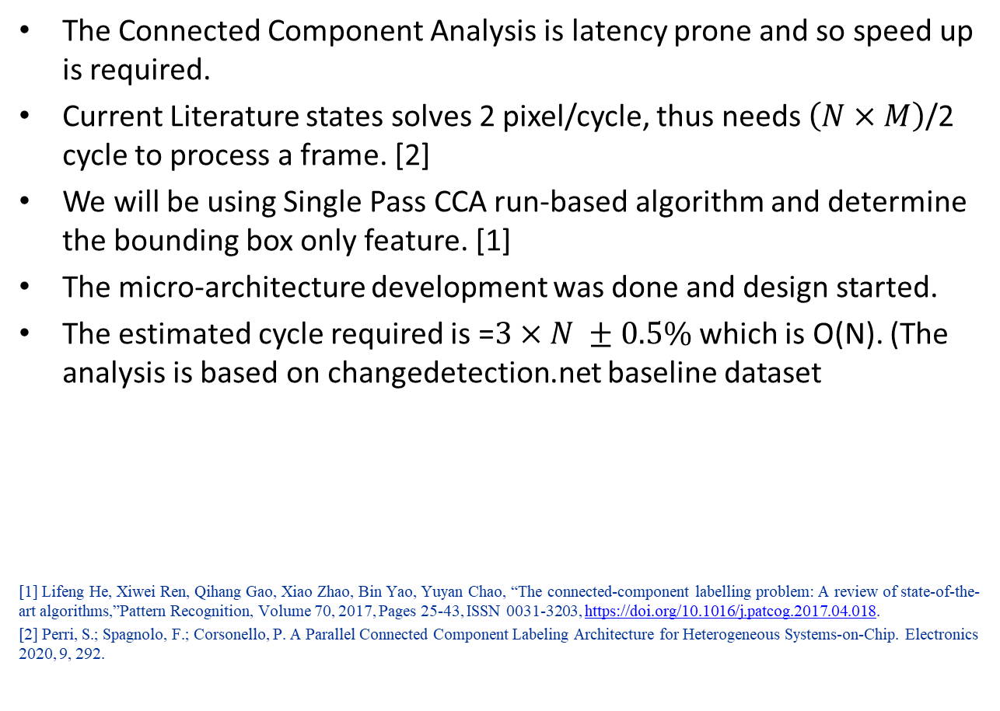 • The Connected Component Analysis is latency prone and so speed up
is required.
• Current Literature states solves 2 pixel/cycle, thus needs (N × M)/2
cycle to process a frame. [2]
• We will be using Single Pass CCA run-based algorithm and determine
the bounding box only feature. [1]
• The micro-architecture development was done and design started.
• The estimated cycle required is =3 × N ± 0.5% which is O(N). (The
analysis is based on changedetection.net baseline dataset
[1] Lifeng He, Xiwei Ren, Qihang Gao, Xiao Zhao, Bin Yao, Yuyan Chao, “The connected-component labelling problem: A review of state-of-the-
art algorithms,”Pattern Recognition, Volume 70, 2017, Pages 25-43, ISSN 0031-3203, https://doi.org/10.1016/j.patcog.2017.04.018.
[2] Perri, S.; Spagnolo, F.; Corsonello, P. A Parallel Connected Component Labeling Architecture for Heterogeneous Systems-on-Chip. Electronics
2020, 9, 292.